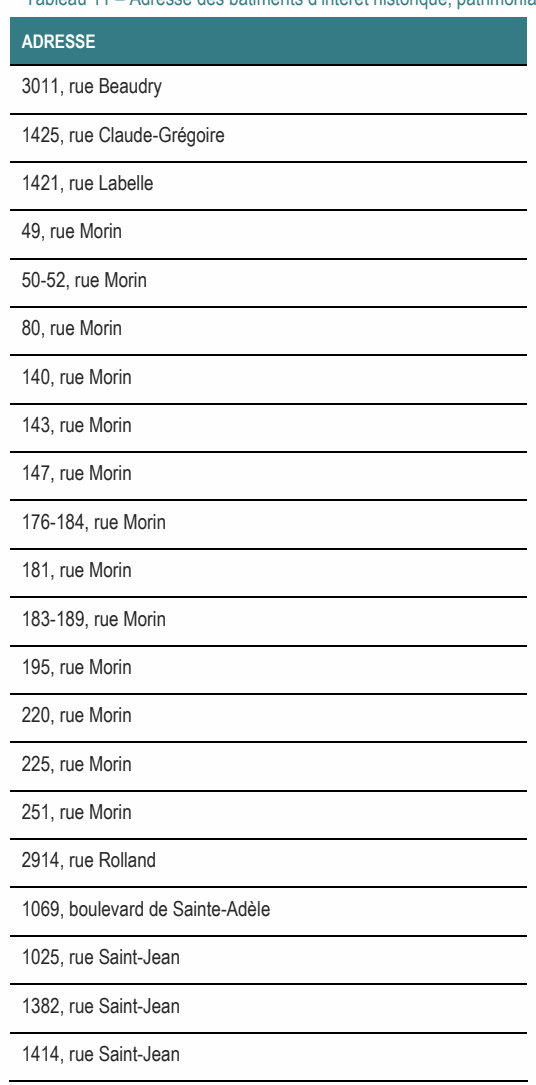 Tableau 11 – Adresse des bâtiments d'intérêt historique, patrimonia
ADRESSE
3011, rue Beaudry
1425, rue Claude-Grégoire
1421, rue Labelle
49, rue Morin
50-52, rue Morin
80, rue Morin
140, rue Morin
143, rue Morin
147, rue Morin
176-184, rue Morin
181, rue Morin
183-189, rue Morin
195, rue Morin
220, rue Morin
225, rue Morin
251, rue Morin
2914, rue Rolland
1069, boulevard de Sainte-Adèle
1025, rue Saint-Jean
1382, rue Saint-Jean
1414, rue Saint-Jean